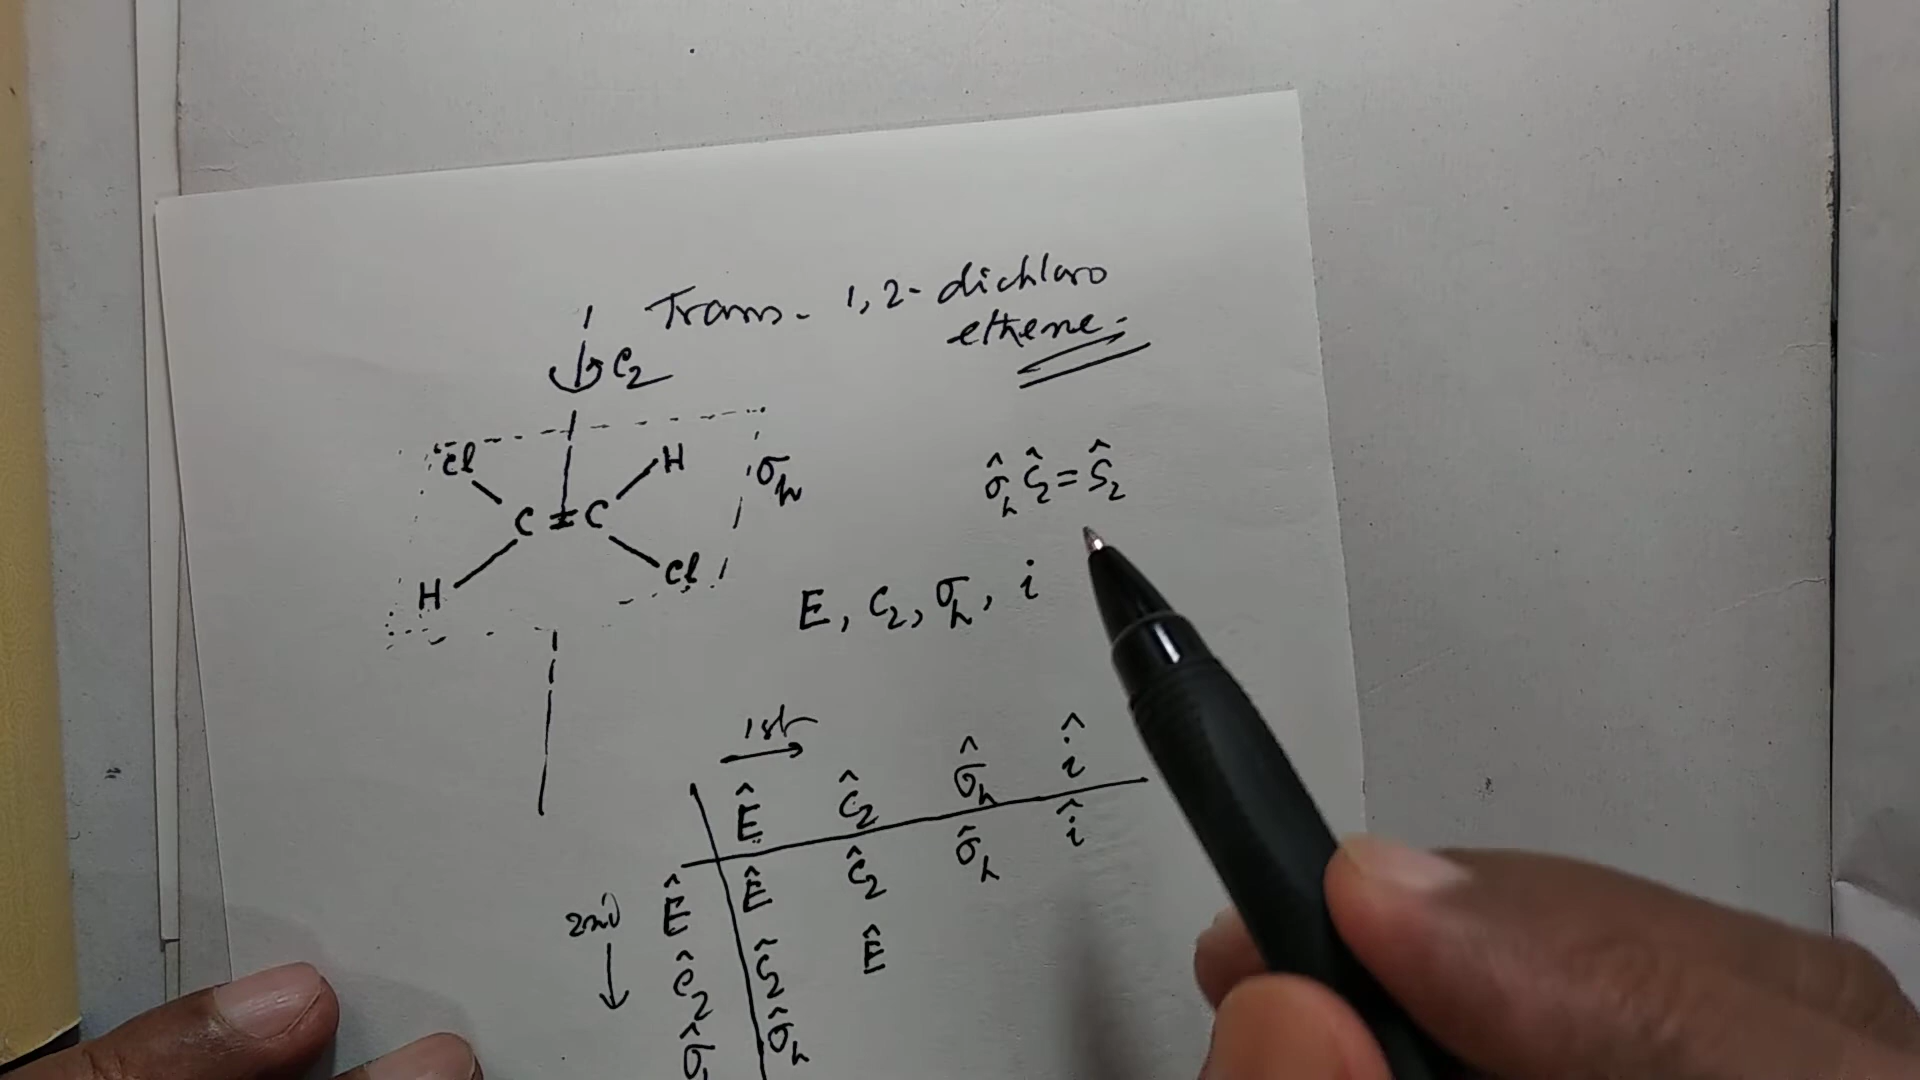 Trans- 1,2-dichloro
ethene-
C₂
Cl H
σₕ
C = C
H Cl
σ̂ₕ Ĉ₂ = Ŝ₂
E, C₂, σₕ, i
1st
Ê Ĉ₂ σ̂ₕ î
2nd
Ê Ê Ĉ₂ σ̂ₕ î
Ĉ₂ Ĉ₂ Ê
σ̂ₕ